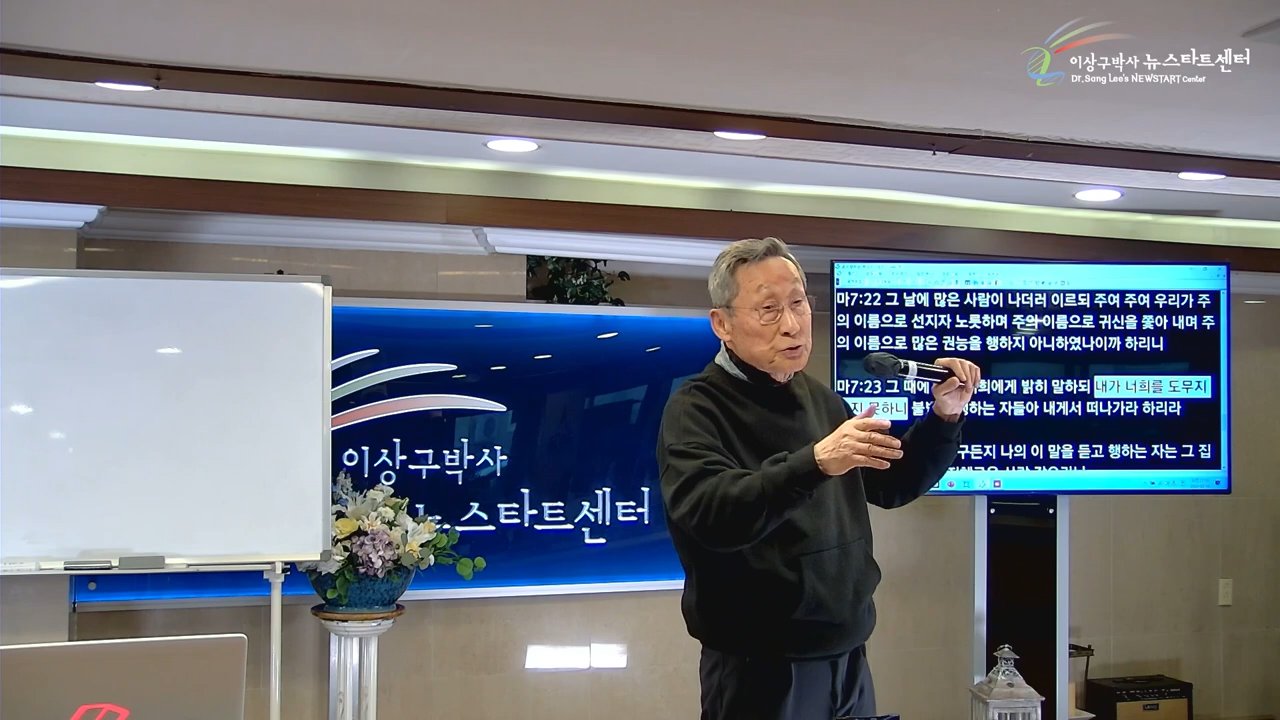 이상구박사 뉴스타트센터
Dr. Sang Lee's NEWSTART Center
마7:22 그 날에 많은 사람이 나더러 이르되 주여 주여 우리가 주
의 이름으로 선지자 노릇하며 주의 이름으로 귀신을 쫓아 내며 주
의 이름으로 많은 권능을 행하지 아니하였나이까 하리니
마7:23 그 때에 희에게 밝히 말하되 내가 너희를 도무지
지 못하니 불 하는 자들아 내게서 떠나가라 하리라
구든지 나의 이 말을 듣고 행하는 자는 그 집
이상구박사
뉴스타트센터